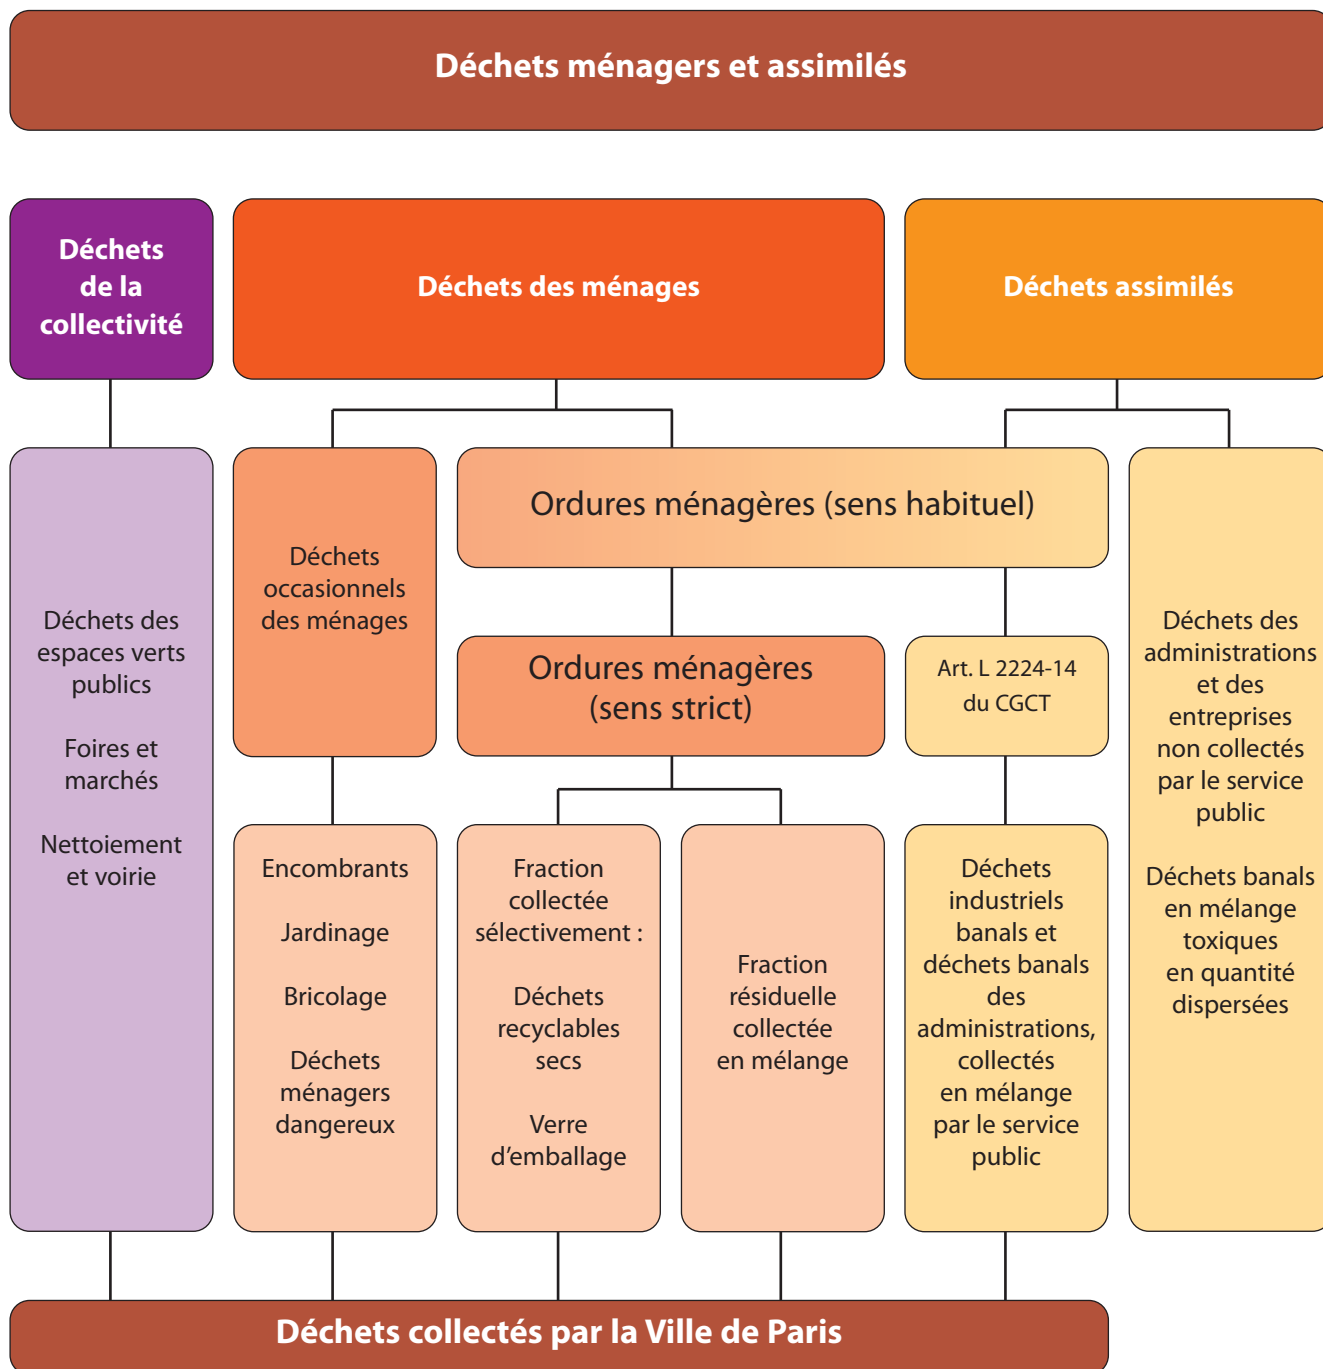 Déchets ménagers et assimilés
Déchets
de la
collectivité
Déchets des ménages
Déchets assimilés
Déchets des
espaces verts
publics
Foires et
marchés
Nettoiement
et voirie
Déchets
occasionnels
des ménages
Ordures ménagères (sens habituel)
Ordures ménagères
(sens strict)
Art. L 2224-14
du CGCT
Déchets des
administrations
et des
entreprises
non collectés
par le service
public
Déchets banals
en mélange
toxiques
en quantité
dispersées
Encombrants
Jardinage
Bricolage
Déchets
ménagers
dangereux
Fraction
collectée
sélectivement :
Déchets
recyclables
secs
Verre
d’emballage
Fraction
résiduelle
collectée
en mélange
Déchets
industriels
banals et
déchets banals
des
administrations,
collectés
en mélange
par le service
public
Déchets collectés par la Ville de Paris